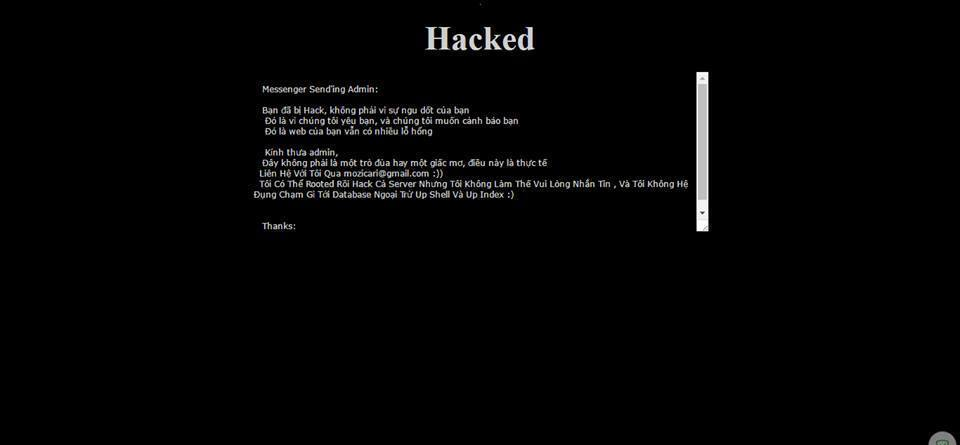 Hacked
Messenger Sending Admin:
Bạn đã bị Hack, không phải vì sự ngu dốt của bạn
Đó là vì chúng tôi yêu bạn, và chúng tôi muốn cảnh báo bạn
Đó là web của bạn vẫn có nhiều lỗ hổng
Kính thưa admin,
Đây không phải là một trò đùa hay một giấc mơ, điều này là thực tế
Liên Hệ Với Tôi Qua mozicari@gmail.com :))
Tôi Có Thể Rooted Rồi Hack Cả Server Nhưng Tôi Không Làm Thế Vui Lòng Nhắn Tin , Và Tôi Không Hề
Đụng Chạm Gì Tới Database Ngoại Trừ Up Shell Và Up Index :)
Thanks: